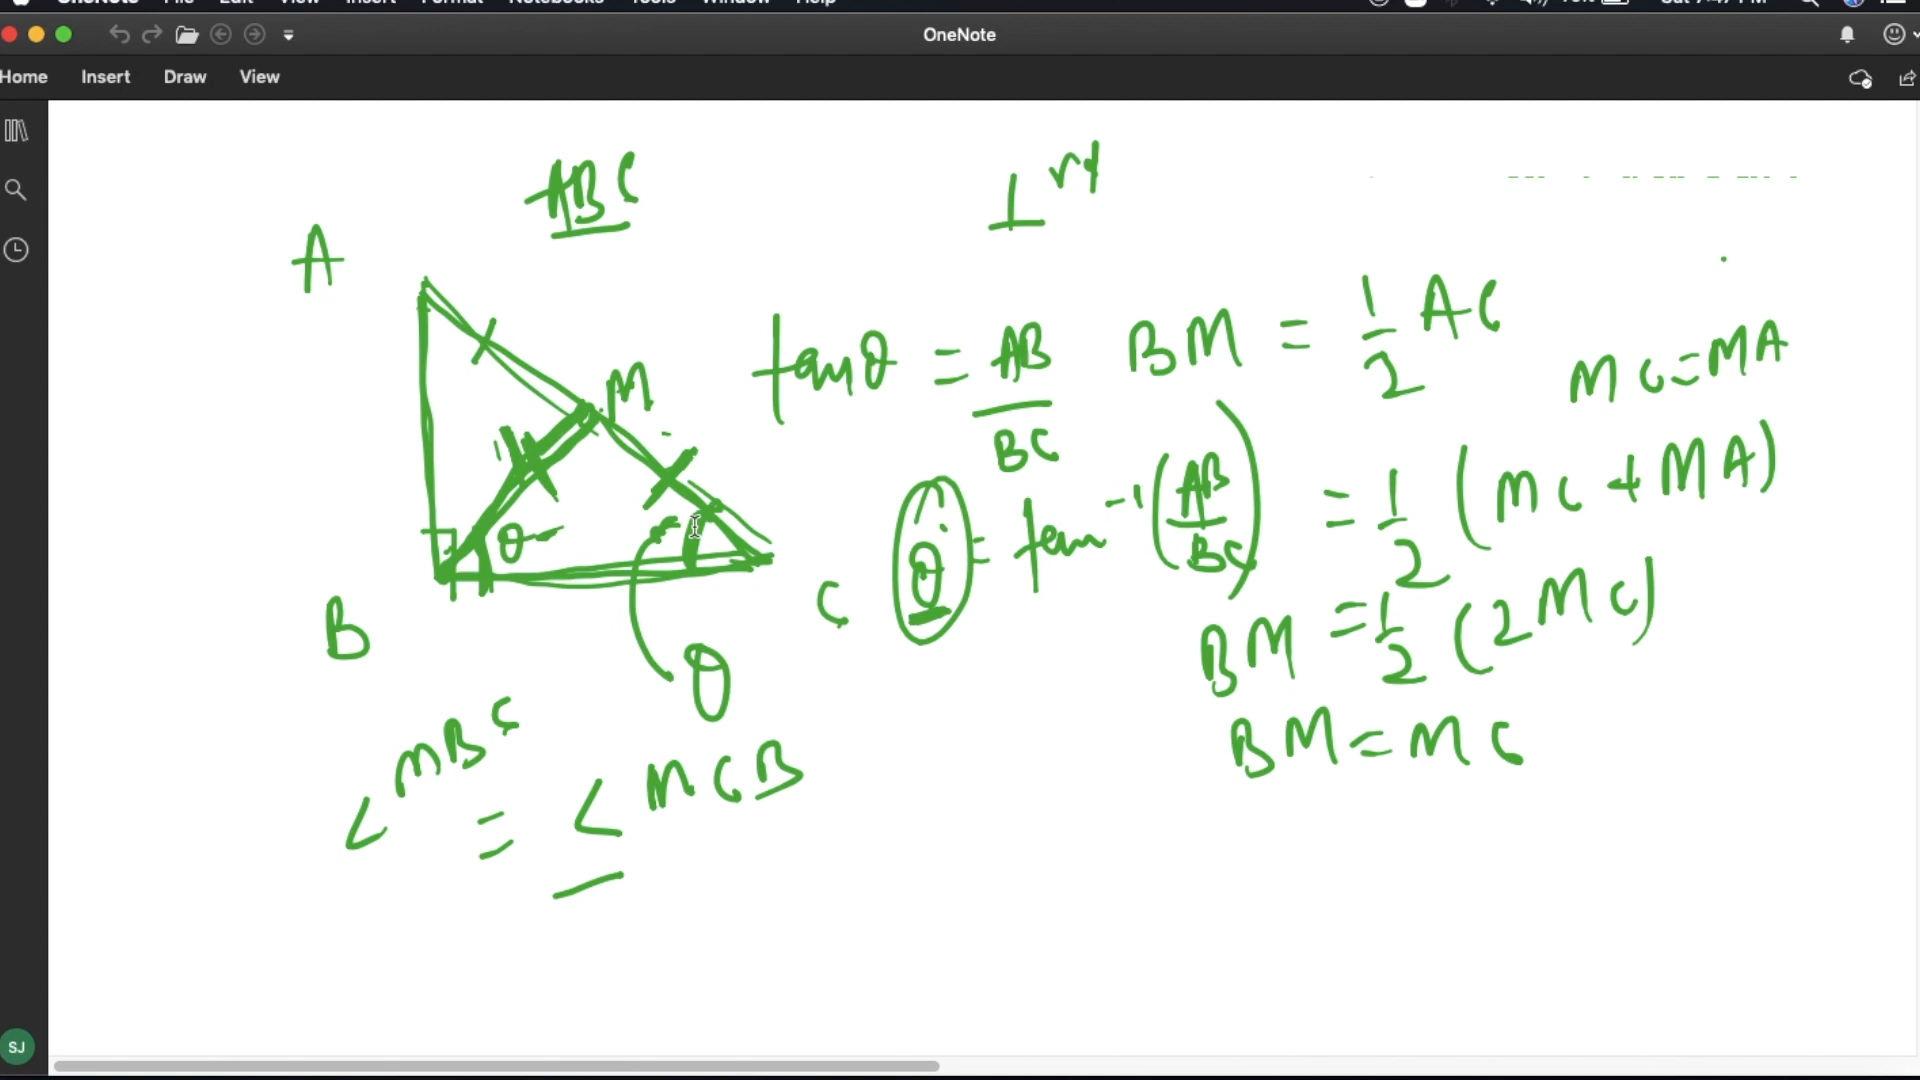 OneNote
Home Insert Draw View
ABC
A
M
B
C
θ
θ
tanθ = AB/BC
θ = tan⁻¹(AB/BC)
BM = 1/2 AC
MC=MA
= 1/2 (MC + MA)
BM = 1/2 (2MC)
BM = MC
<MBC = <MCB
SJ